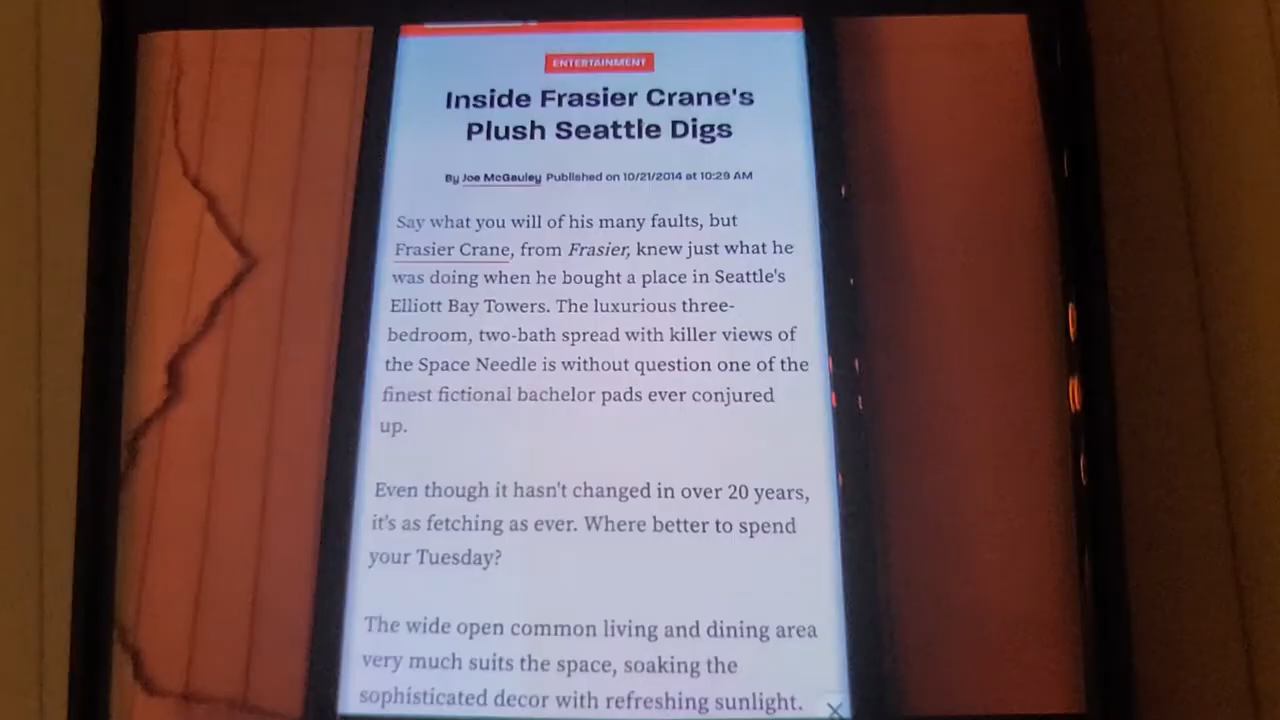 ENTERTAINMENT
Inside Frasier Crane's
Plush Seattle Digs
By Joe McGauley Published on 10/21/2014 at 10:29 AM
Say what you will of his many faults, but
Frasier Crane, from Frasier, knew just what he
was doing when he bought a place in Seattle's
Elliott Bay Towers. The luxurious three-
bedroom, two-bath spread with killer views of
the Space Needle is without question one of the
finest fictional bachelor pads ever conjured
up.
Even though it hasn't changed in over 20 years,
it's as fetching as ever. Where better to spend
your Tuesday?
The wide open common living and dining area
very much suits the space, soaking the
sophisticated decor with refreshing sunlight.